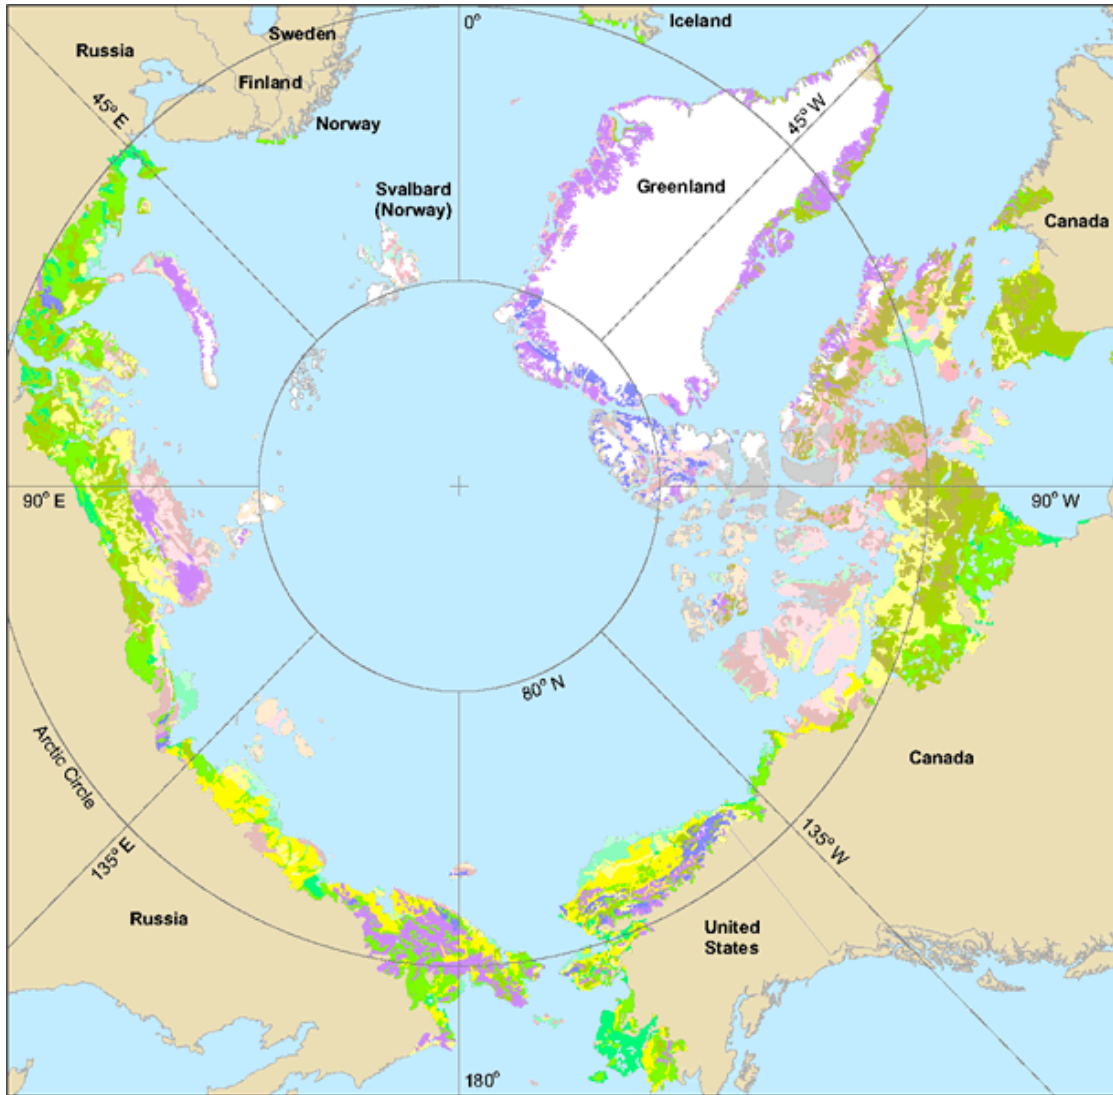 Iceland
Sweden
0°
Russia
Finland
45° E
45° W
Norway
Svalbard
(Norway)
Greenland
Canada
90° E
90° W
80° N
Arctic Circle
Canada
135° E
135° W
Russia
United
States
180°